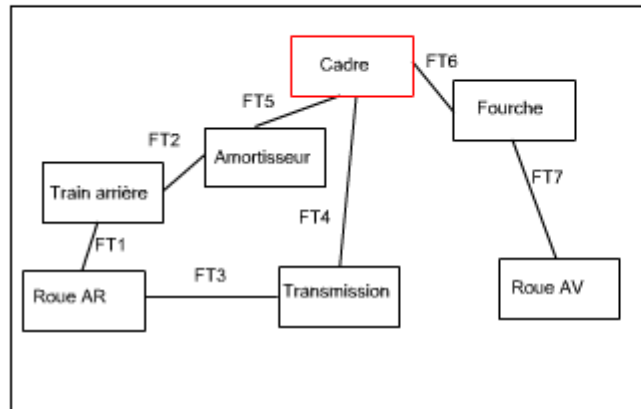 Cadre
FT6
Fourche
FT5
FT2
Amortisseur
Train arrière
FT7
FT4
FT1
FT3
Roue AR
Transmission
Roue AV